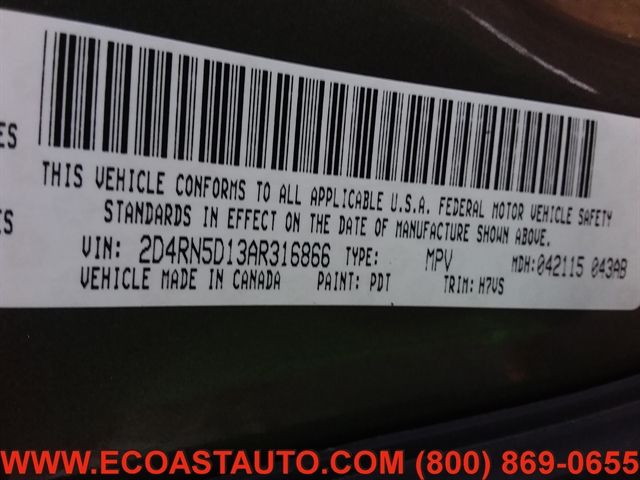 ES
THIS VEHICLE CONFORMS TO ALL APPLICABLE U.S.A. FEDERAL MOTOR VEHICLE SAFETY
ES
STANDARDS IN EFFECT ON THE DATE OF MANUFACTURE SHOWN ABOVE.
VIN: 2D4RN5D13AR316866 TYPE: MPV MDH:042115 043AB
VEHICLE MADE IN CANADA PAINT: PDT TRIM: H7VS
WWW.ECOASTAUTO.COM (800) 869-0655